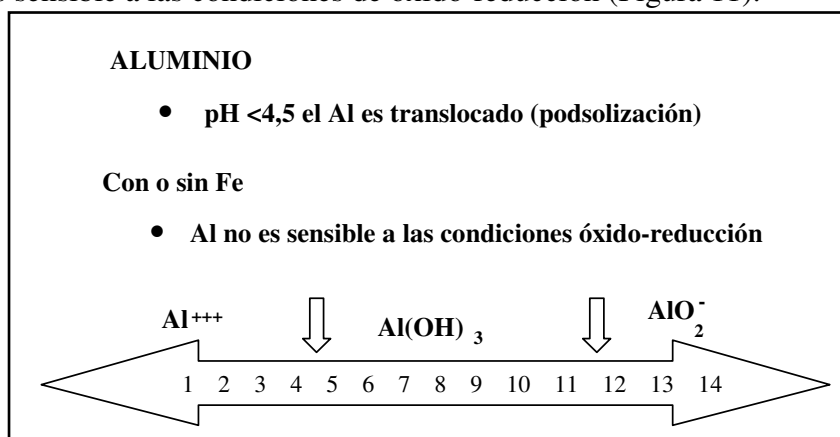 sensible a las condiciones de óxido-reducción (Figura 11).
ALUMINIO
• pH <4,5 el Al es translocado (podsolización)
Con o sin Fe
• Al no es sensible a las condiciones óxido-reducción
Al+++ Al(OH) 3 AlO2-
1 2 3 4 5 6 7 8 9 10 11 12 13 14